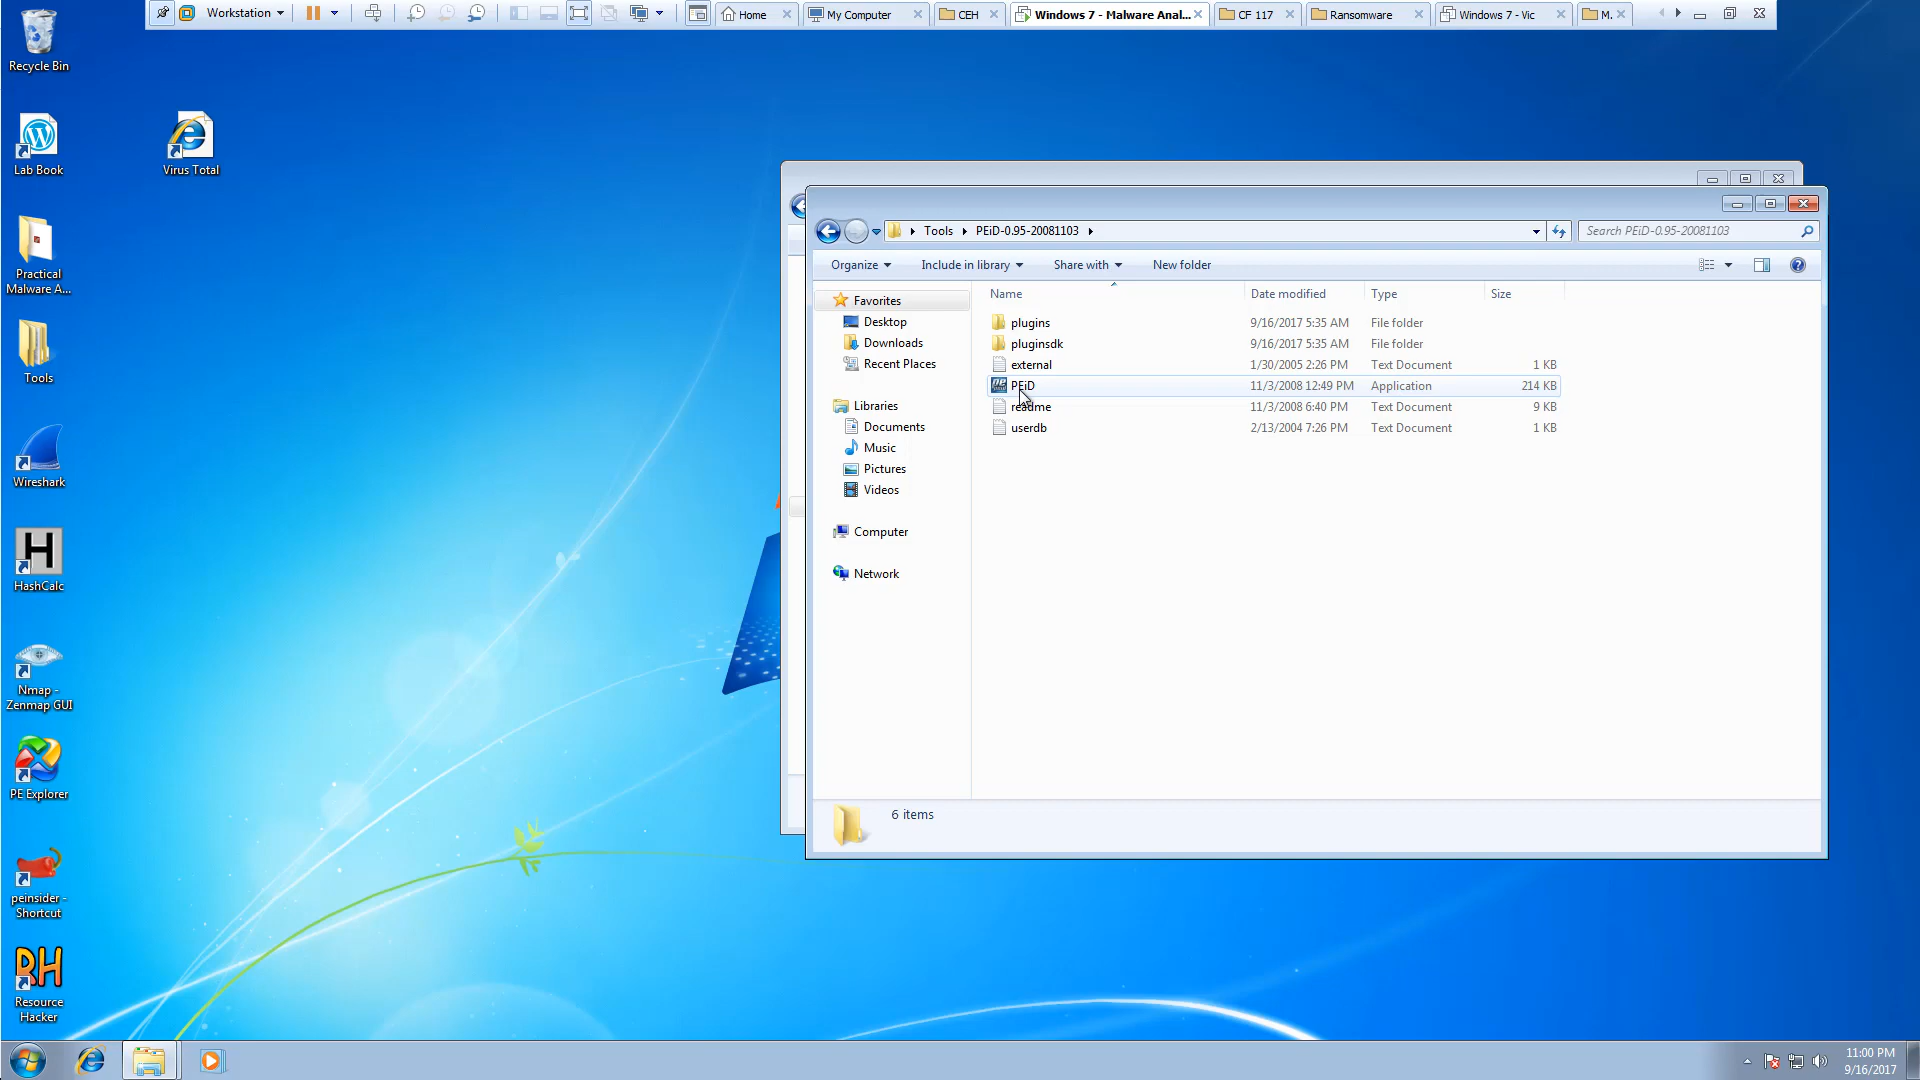 Workstation
Home
My Computer
CEH
Windows 7 - Malware Anal...
CF 117
Ransomware
Windows 7 - Vic
M.
Recycle Bin
Lab Book
Virus Total
Practical
Malware A...
Tools
Wireshark
H
HashCalc
Nmap -
Zenmap GUI
PE Explorer
peinsider -
Shortcut
RH
Resource
Hacker
Tools
PEiD-0.95-20081103
Search PEiD-0.95-20081103
Organize
Include in library
Share with
New folder
Name
Date modified
Type
Size
Favorites
Desktop
Downloads
Recent Places
Libraries
Documents
Music
Pictures
Videos
Computer
Network
plugins 9/16/2017 5:35 AM File folder
pluginsdk 9/16/2017 5:35 AM File folder
external 1/30/2005 2:26 PM Text Document 1 KB
PEiD 11/3/2008 12:49 PM Application 214 KB
readme 11/3/2008 6:40 PM Text Document 9 KB
userdb 2/13/2004 7:26 PM Text Document 1 KB
6 items
11:00 PM
9/16/2017